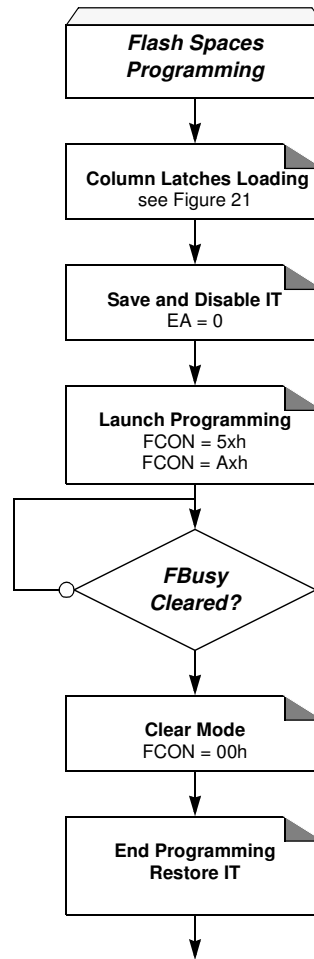 Flash Spaces
Programming
Column Latches Loading
see Figure 21
Save and Disable IT
EA = 0
Launch Programming
FCON = 5xh
FCON = Axh
FBusy
Cleared?
Clear Mode
FCON = 00h
End Programming
Restore IT